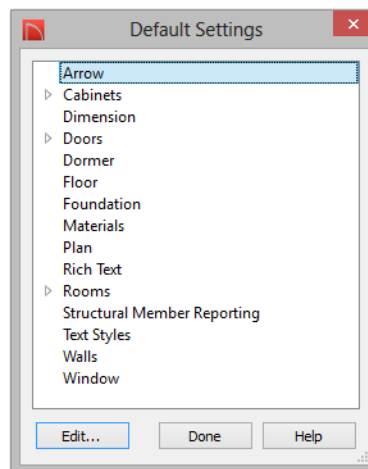 Default Settings
Arrow
Cabinets
Dimension
Doors
Dormer
Floor
Foundation
Materials
Plan
Rich Text
Rooms
Structural Member Reporting
Text Styles
Walls
Window
Edit... Done Help